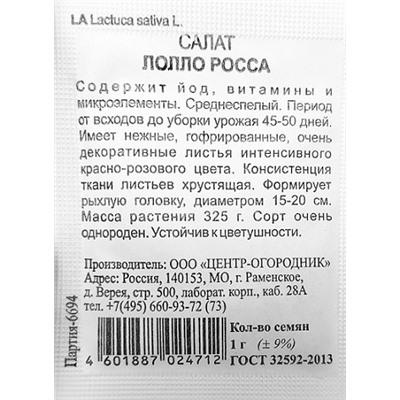 LA Lactuca sativa L.
САЛАТ
ЛОЛЛО РОССА
Содержит йод, витамины и
микроэлементы. Среднеспелый. Период
от всходов до уборки урожая 45-50 дней.
Имеет нежные, гофрированные, очень
декоративные листья интенсивного
красно-розового цвета. Консистенция
ткани листьев хрустящая. Формирует
рыхлую головку, диаметром 15-20 см.
Масса растения 325 г. Сорт очень
однороден. Устойчив к цветушности.
Производитель: ООО «ЦЕНТР-ОГОРОДНИК»
Адрес: Россия, 140153, МО, г. Раменское,
д. Верея, стр. 500, лаборат. корп., каб. 28А
тел. +7(495) 660-93-72 (73)
Партия-6694
4 601887 024712
Кол-во семян
1 г (± 9%)
ГОСТ 32592-2013